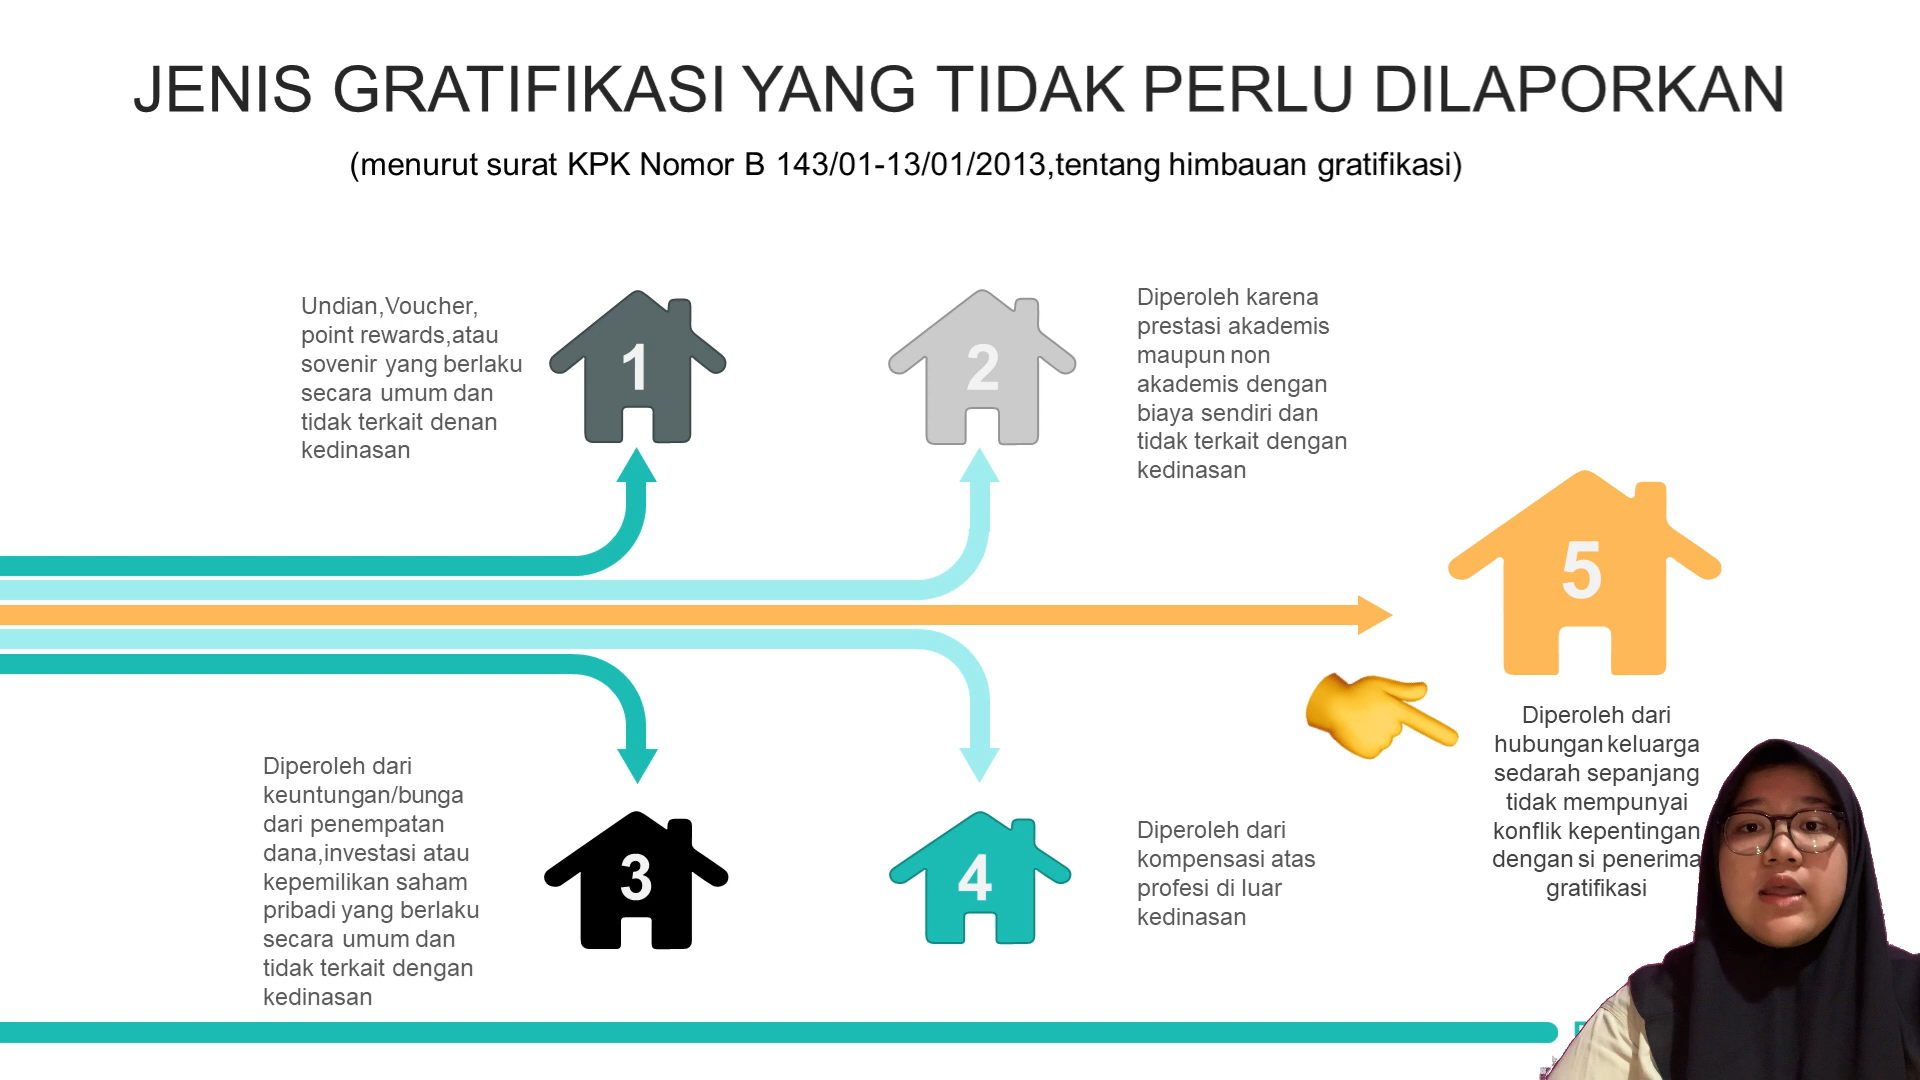 JENIS GRATIFIKASI YANG TIDAK PERLU DILAPORKAN
(menurut surat KPK Nomor B 143/01-13/01/2013,tentang himbauan gratifikasi)
Undian,Voucher,
point rewards,atau
sovenir yang berlaku
secara umum dan
tidak terkait denan
kedinasan
1
2
Diperoleh karena
prestasi akademis
maupun non
akademis dengan
biaya sendiri dan
tidak terkait dengan
kedinasan
Diperoleh dari
keuntungan/bunga
dari penempatan
dana,investasi atau
kepemilikan saham
pribadi yang berlaku
secara umum dan
tidak terkait dengan
kedinasan
3
4
Diperoleh dari
kompensasi atas
profesi di luar
kedinasan
5
Diperoleh dari
hubungan keluarga
sedarah sepanjang
tidak mempunyai
konflik kepentingan
dengan si penerima
gratifikasi